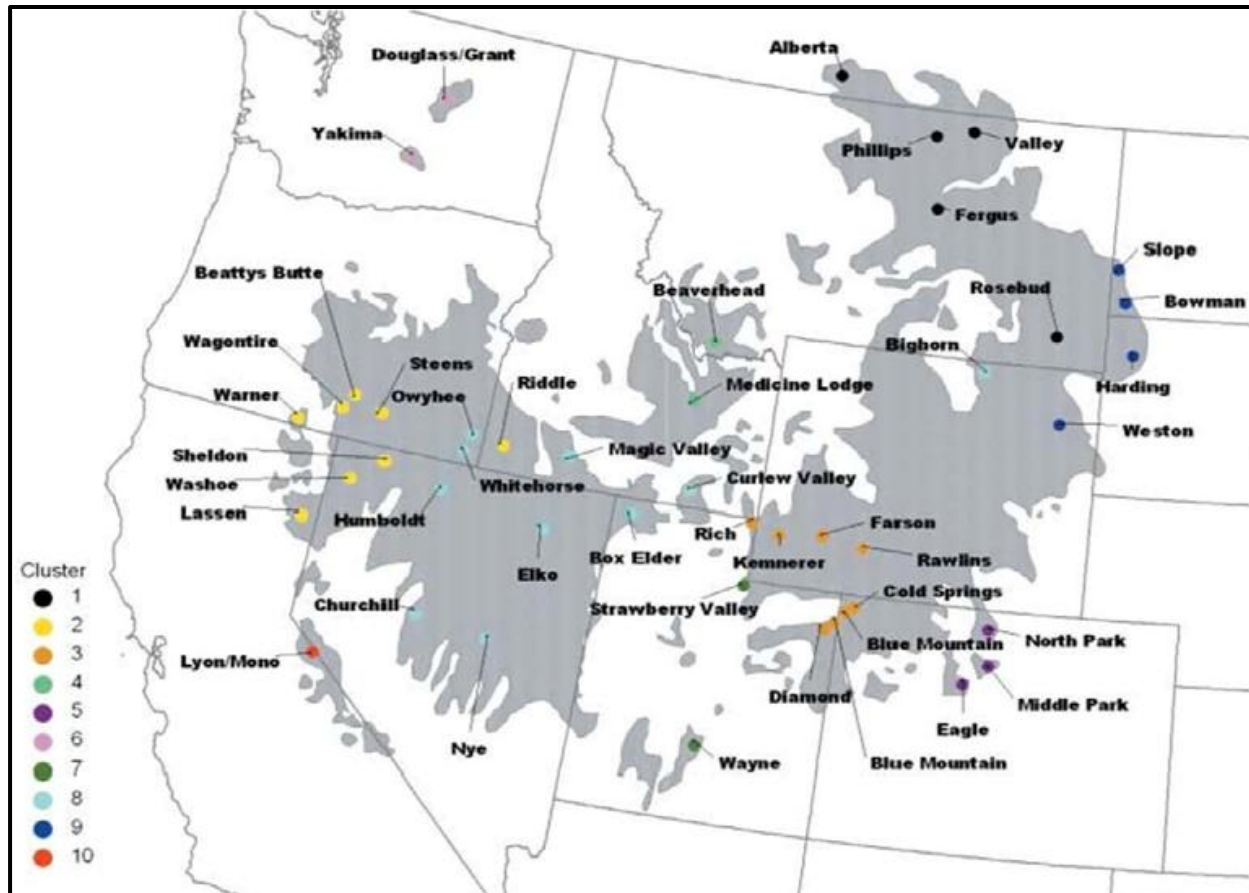 Alberta
Douglass/Grant
Yakima
Phillips
Valley
Fergus
Slope
Beattys Butte
Beaverhead
Rosebud
Bowman
Wagontire
Bighorn
Steens
Warner
Owyhee
Riddle
Medicine Lodge
Harding
Weston
Sheldon
Magic Valley
Washoe
Whitehorse
Curlew Valley
Lassen
Humboldt
Rich
Farson
Box Elder
Kemnerer
Rawlins
Elko
Cluster
1
2
3
4
5
6
7
8
9
10
Cold Springs
Churchill
Strawberry Valley
Blue Mountain
North Park
Lyon/Mono
Diamond
Middle Park
Eagle
Nye
Wayne
Blue Mountain